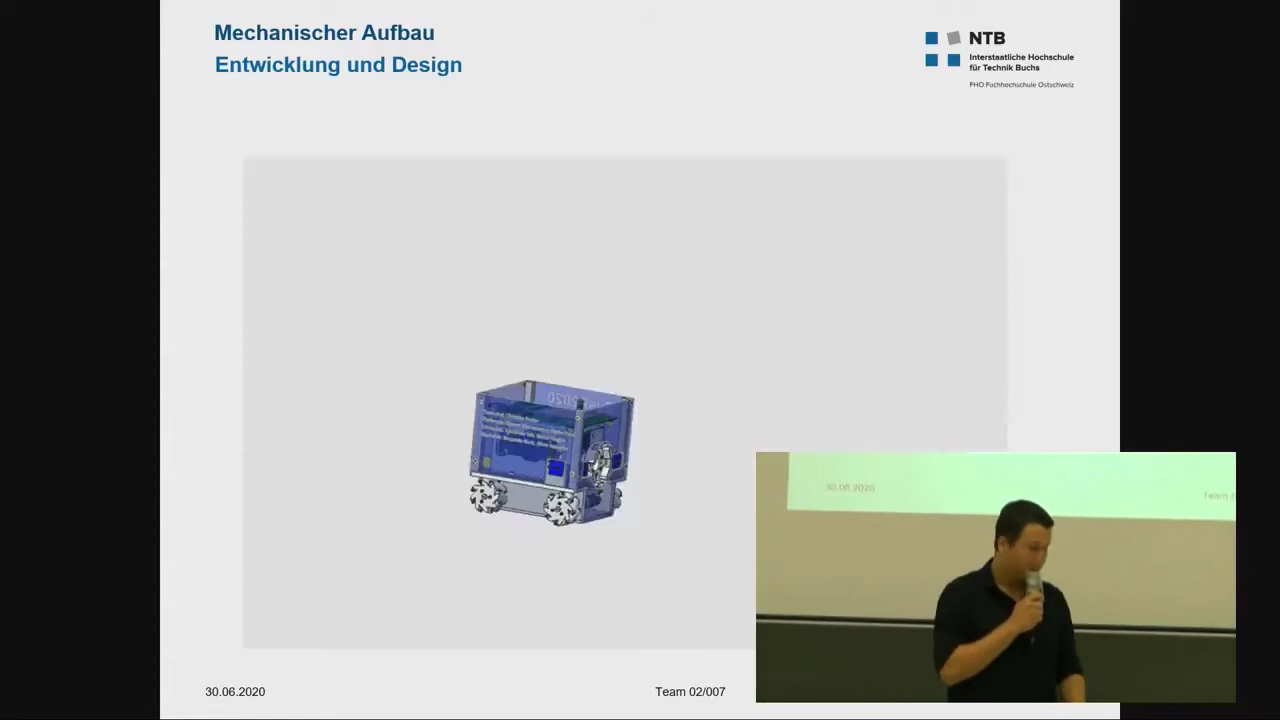 Mechanischer Aufbau
Entwicklung und Design
NTB
Interstaatliche Hochschule
für Technik Buchs
FHO Fachhochschule Ostschweiz
30.06.2020
Team 02/007
30.06.2020
Team